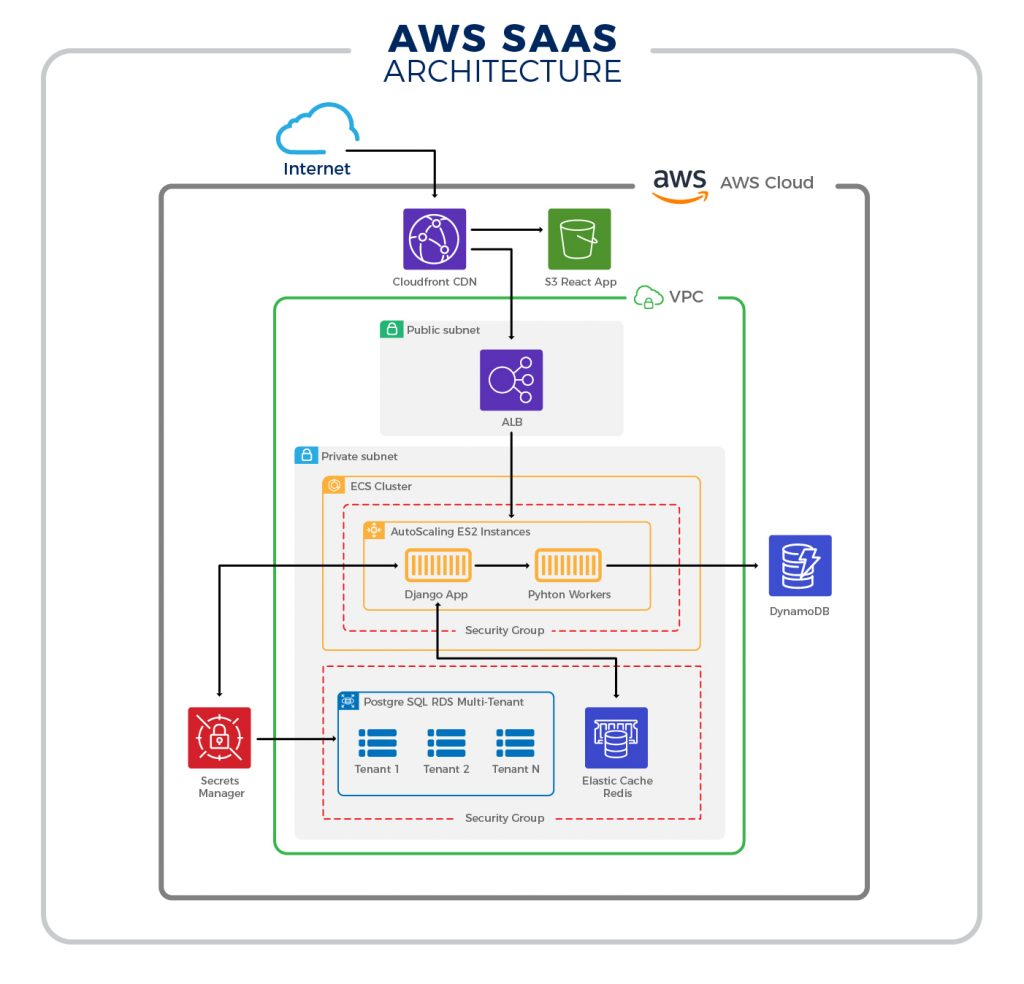 AWS SAAS
ARCHITECTURE
Internet
aws
AWS Cloud
Cloudfront CDN
S3 React App
VPC
Public subnet
ALB
Private subnet
ECS Cluster
AutoScaling ES2 Instances
Django App
Pyhton Workers
DynamoDB
Security Group
Postgre SQL RDS Multi-Tenant
Tenant 1
Tenant 2
Tenant N
Secrets
Manager
Elastic Cache
Redis
Security Group